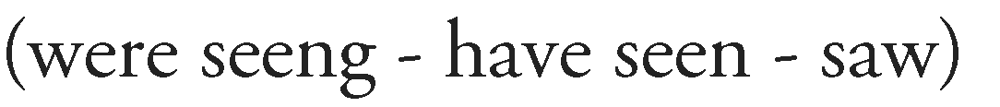 (were seeng - have seen - saw)